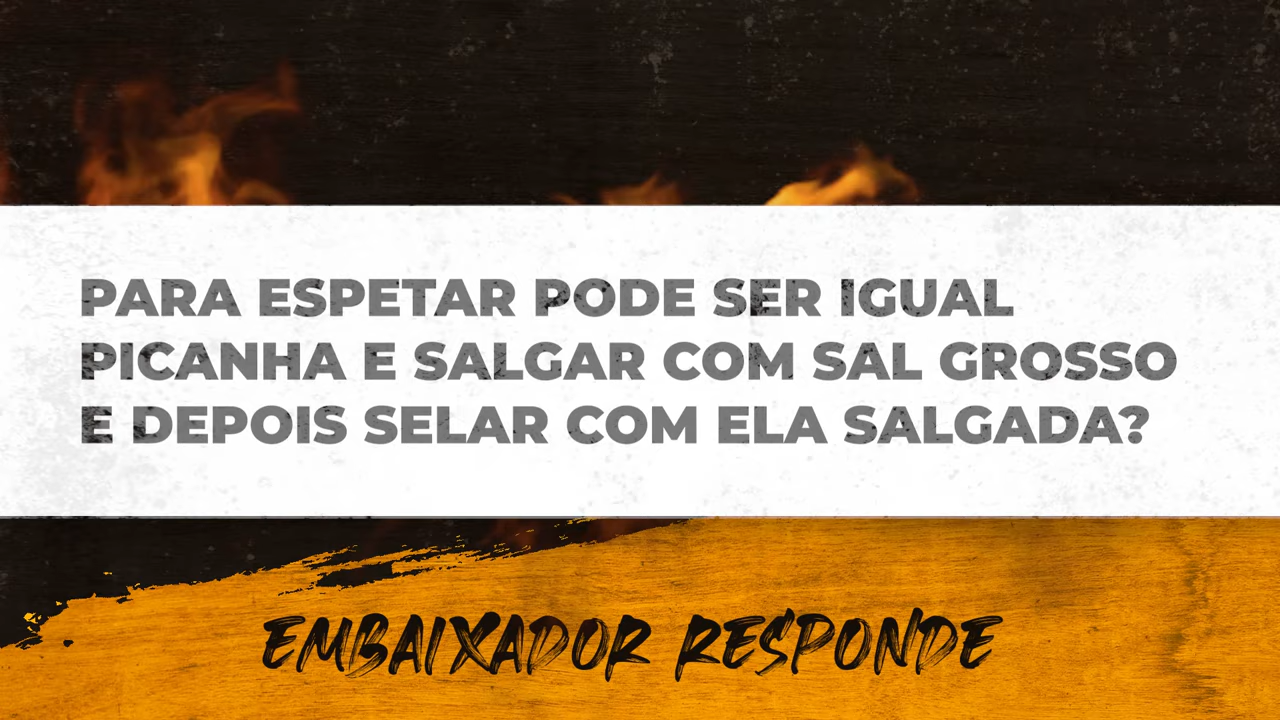 PARA ESPETAR PODE SER IGUAL
PICANHA E SALGAR COM SAL GROSSO
E DEPOIS SELAR COM ELA SALGADA?
EMBAIXADOR RESPONDE